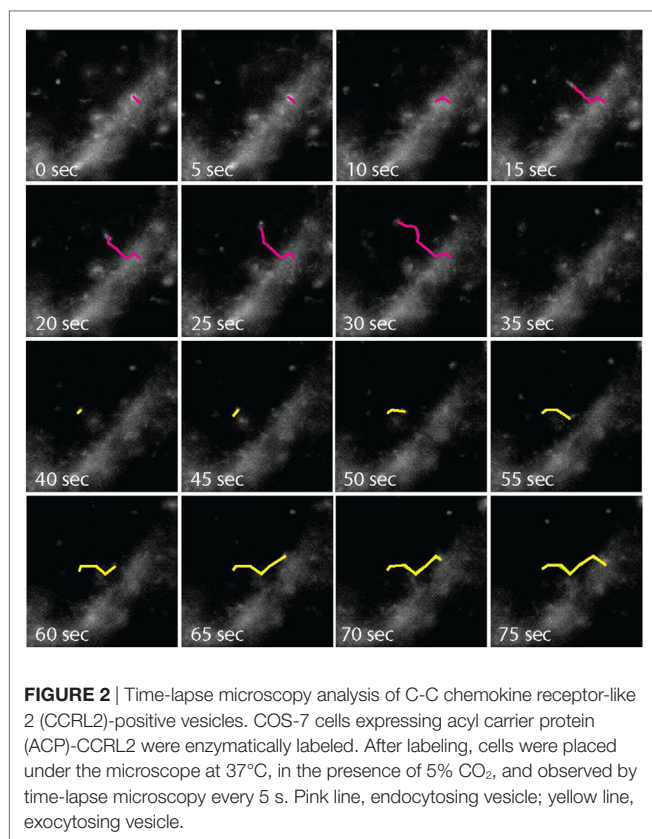 0 sec
5 sec
10 sec
15 sec
20 sec
25 sec
30 sec
35 sec
40 sec
45 sec
50 sec
55 sec
60 sec
65 sec
70 sec
75 sec
FIGURE 2 | Time-lapse microscopy analysis of C-C chemokine receptor-like
2 (CCRL2)-positive vesicles. COS-7 cells expressing acyl carrier protein
(ACP)-CCRL2 were enzymatically labeled. After labeling, cells were placed
under the microscope at 37°C, in the presence of 5% CO₂, and observed by
time-lapse microscopy every 5 s. Pink line, endocytosing vesicle; yellow line,
exocytosing vesicle.